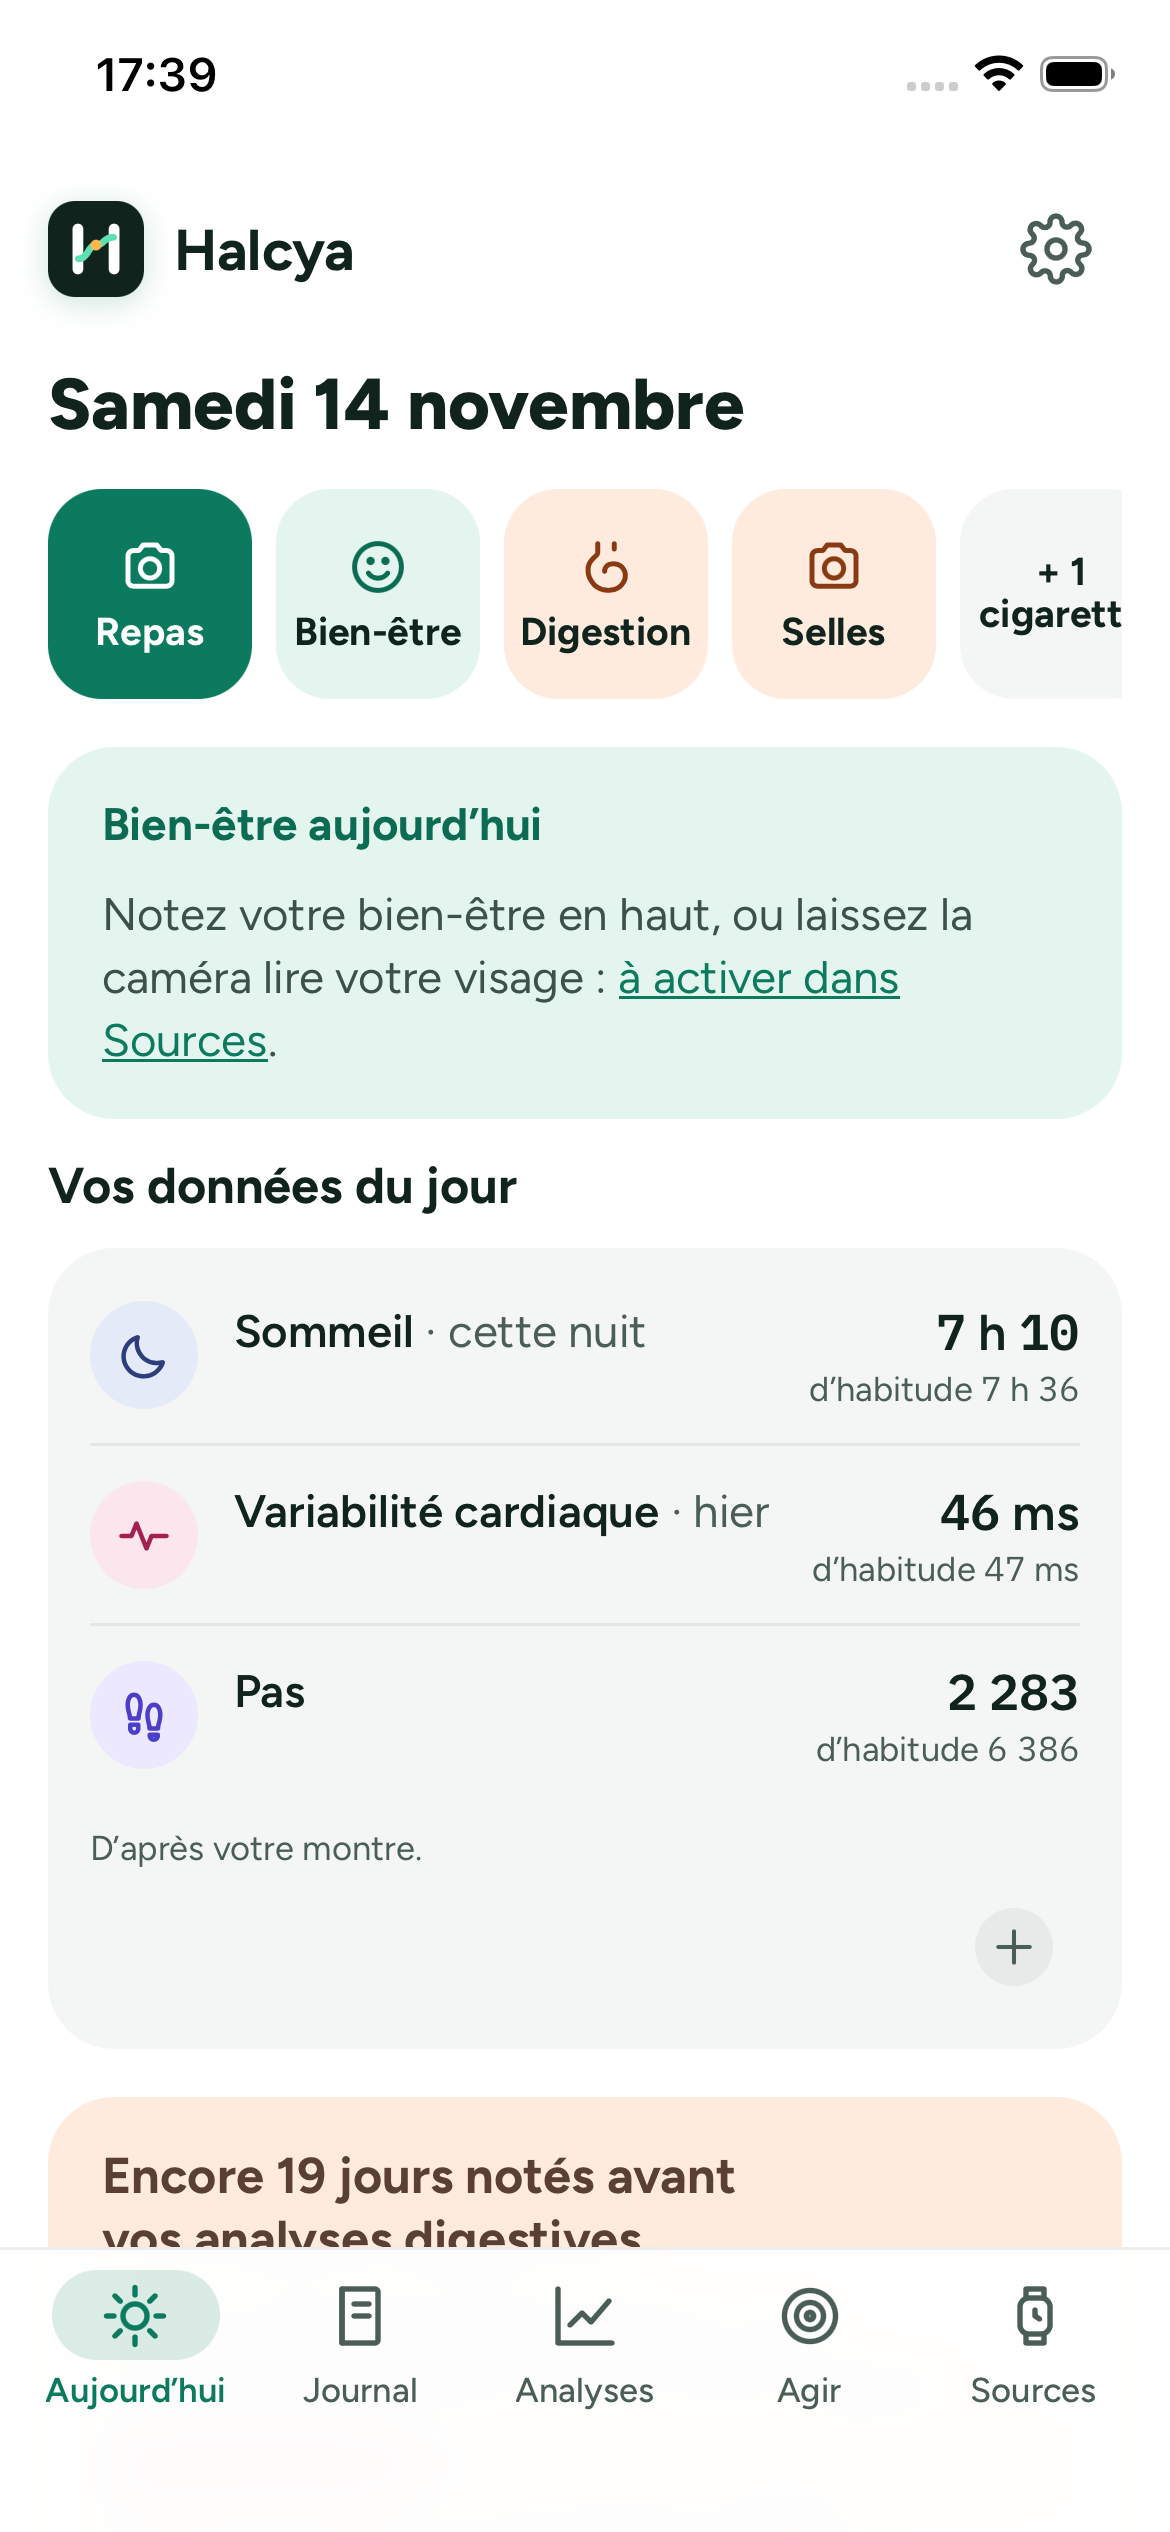 17:39
Halcya
Samedi 14 novembre
Repas
Bien-être
Digestion
Selles
+ 1
cigarett
Bien-être aujourd’hui
Notez votre bien-être en haut, ou laissez la
caméra lire votre visage : à activer dans
Sources.
Vos données du jour
Sommeil · cette nuit
7 h 10
d’habitude 7 h 36
Variabilité cardiaque · hier
46 ms
d’habitude 47 ms
Pas
2 283
d’habitude 6 386
D’après votre montre.
Encore 19 jours notés avant
vos analyses digestives
Aujourd’hui
Journal
Analyses
Agir
Sources